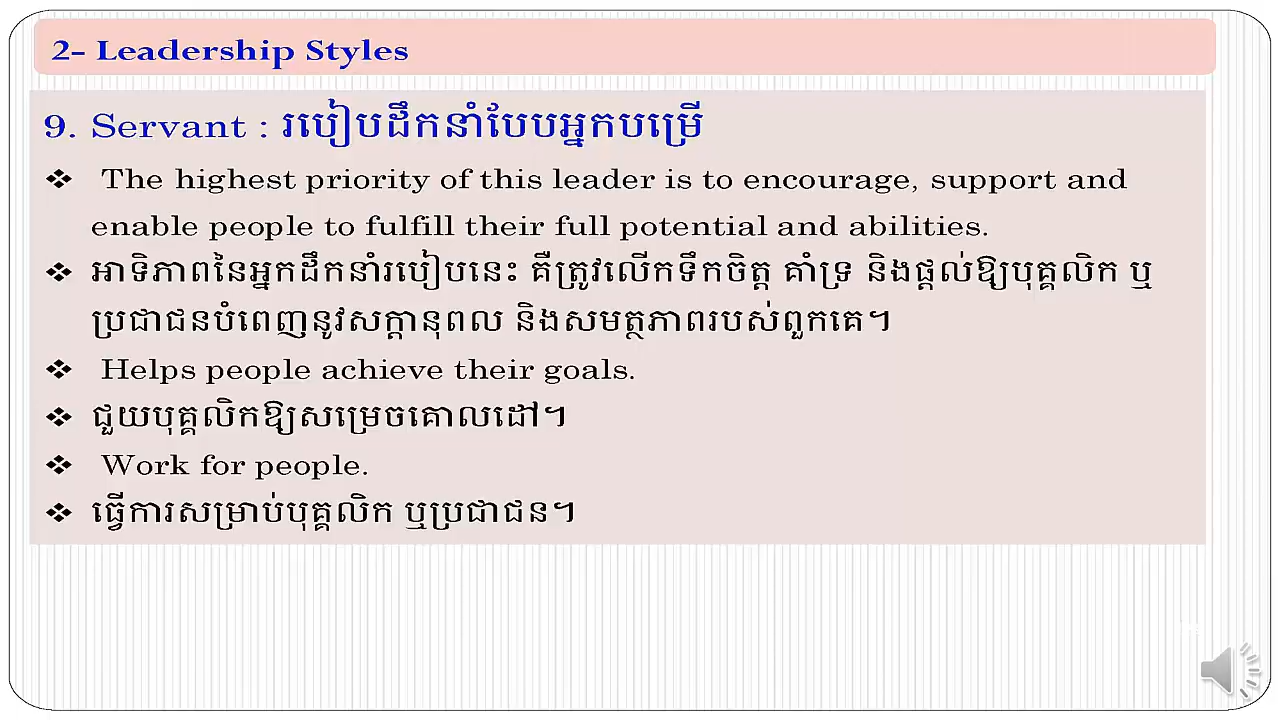 2- Leadership Styles
9. Servant : របៀបដឹកនាំបែបអ្នកបម្រើ
❖ The highest priority of this leader is to encourage, support and
enable people to fulfill their full potential and abilities.
❖ អាទិភាពនៃអ្នកដឹកនាំរបៀបនេះ គឺត្រូវលើកទឹកចិត្ត គាំទ្រ និងផ្តល់ឱ្យបុគ្គលិក ឬ
ប្រជាជនបំពេញនូវសក្តានុពល និងសមត្ថភាពរបស់ពួកគេ។
❖ Helps people achieve their goals.
❖ ជួយបុគ្គលិកឱ្យសម្រេចគោលដៅ។
❖ Work for people.
❖ ធ្វើការសម្រាប់បុគ្គលិក ឬប្រជាជន។